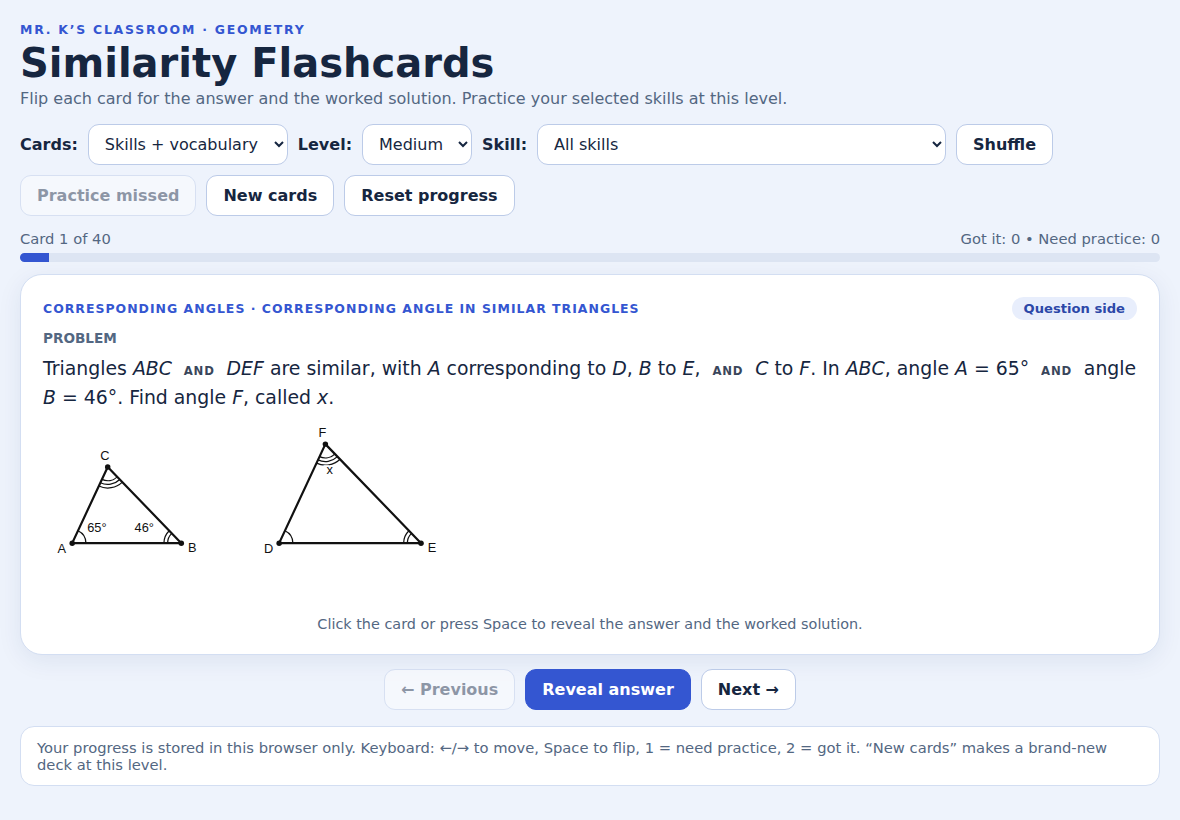 MR. K’S CLASSROOM · GEOMETRY
Similarity Flashcards
Flip each card for the answer and the worked solution. Practice your selected skills at this level.
Cards: Skills + vocabulary Level: Medium Skill: All skills Shuffle
Practice missed New cards Reset progress
Card 1 of 40 Got it: 0 • Need practice: 0
CORRESPONDING ANGLES · CORRESPONDING ANGLE IN SIMILAR TRIANGLES Question side
PROBLEM
Triangles ABC AND DEF are similar, with A corresponding to D, B to E, AND C to F. In ABC, angle A = 65° AND angle
B = 46°. Find angle F, called x.
F
C
x
65° 46°
A B D E
Click the card or press Space to reveal the answer and the worked solution.
← Previous Reveal answer Next →
Your progress is stored in this browser only. Keyboard: ←/→ to move, Space to flip, 1 = need practice, 2 = got it. “New cards” makes a brand-new
deck at this level.